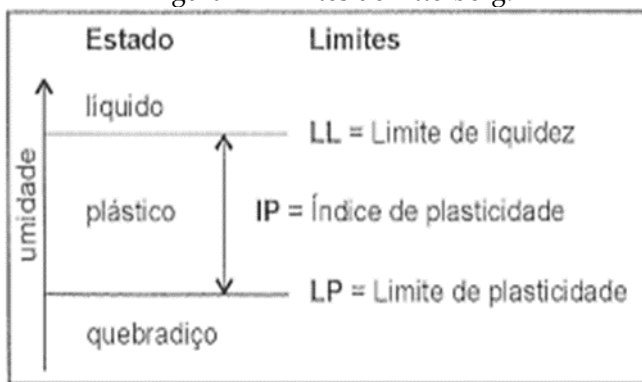 Estado Limites
líquido
LL = Limite de liquidez
plástico IP = Índice de plasticidade
LP = Limite de plasticidade
quebradiço
umidade